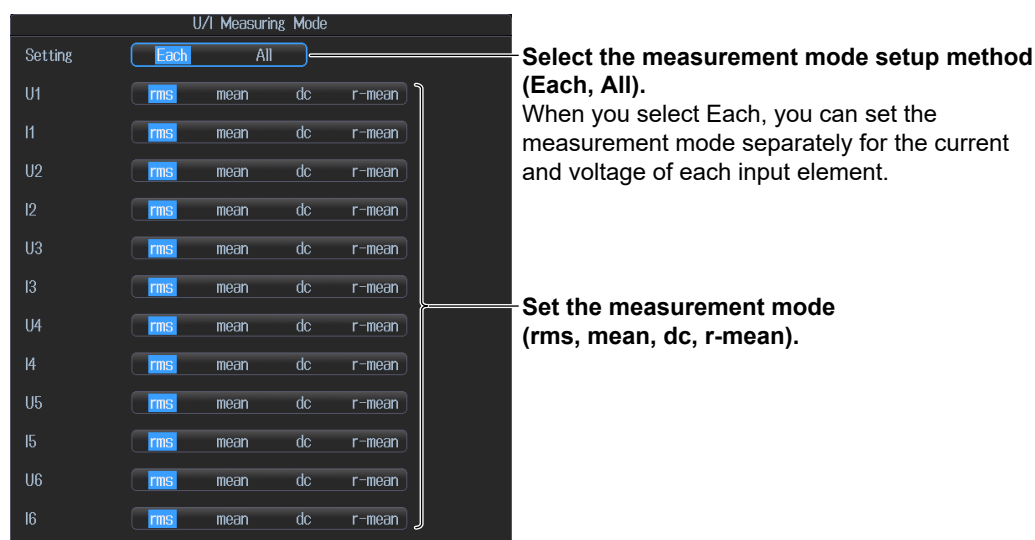 U/I Measuring Mode
Setting Each All
Select the measurement mode setup method
(Each, All).
When you select Each, you can set the
measurement mode separately for the current
and voltage of each input element.
U1 rms mean dc r-mean
I1 rms mean dc r-mean
U2 rms mean dc r-mean
I2 rms mean dc r-mean
U3 rms mean dc r-mean
I3 rms mean dc r-mean
Set the measurement mode
(rms, mean, dc, r-mean).
U4 rms mean dc r-mean
I4 rms mean dc r-mean
U5 rms mean dc r-mean
I5 rms mean dc r-mean
U6 rms mean dc r-mean
I6 rms mean dc r-mean